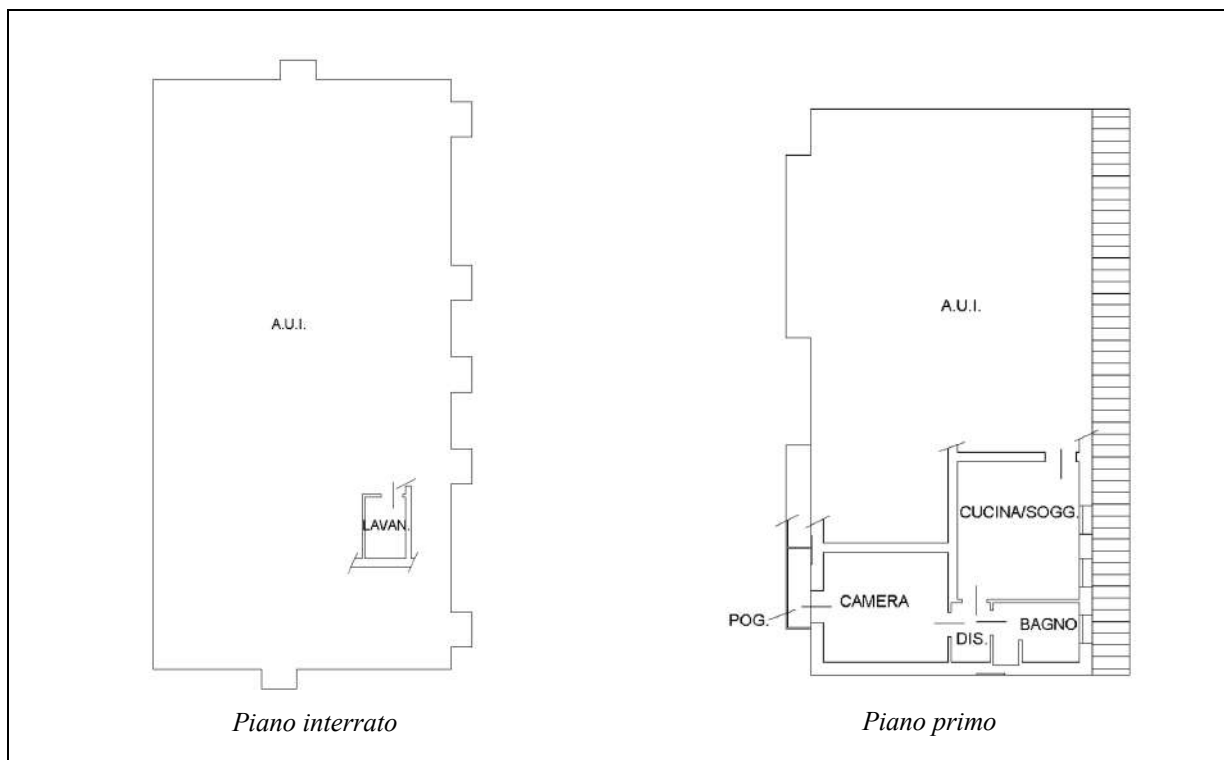 A.U.I.
LAVAN.
Piano interrato
A.U.I.
CUCINA/SOGG.
CAMERA
POG.
DIS.
BAGNO
Piano primo